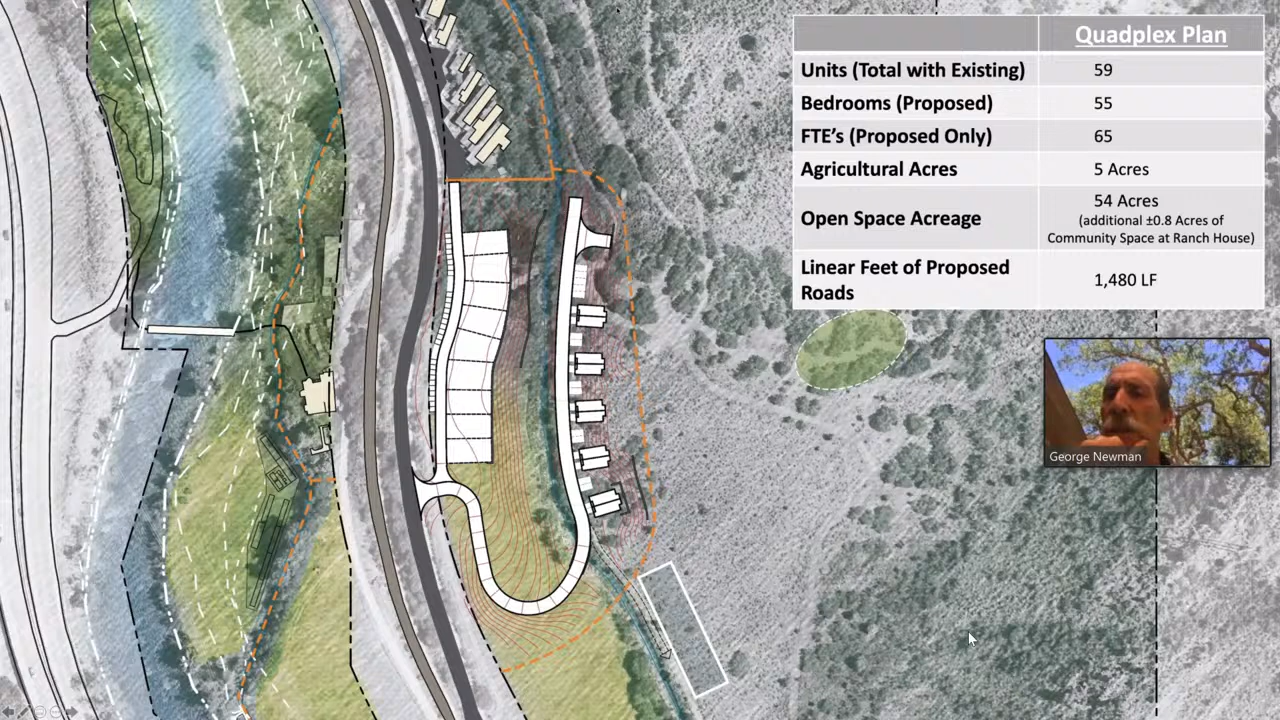 Quadplex Plan
Units (Total with Existing) 59
Bedrooms (Proposed) 55
FTE's (Proposed Only) 65
Agricultural Acres 5 Acres
Open Space Acreage 54 Acres
(additional ±0.8 Acres of
Community Space at Ranch House)
Linear Feet of Proposed
Roads 1,480 LF
George Newman